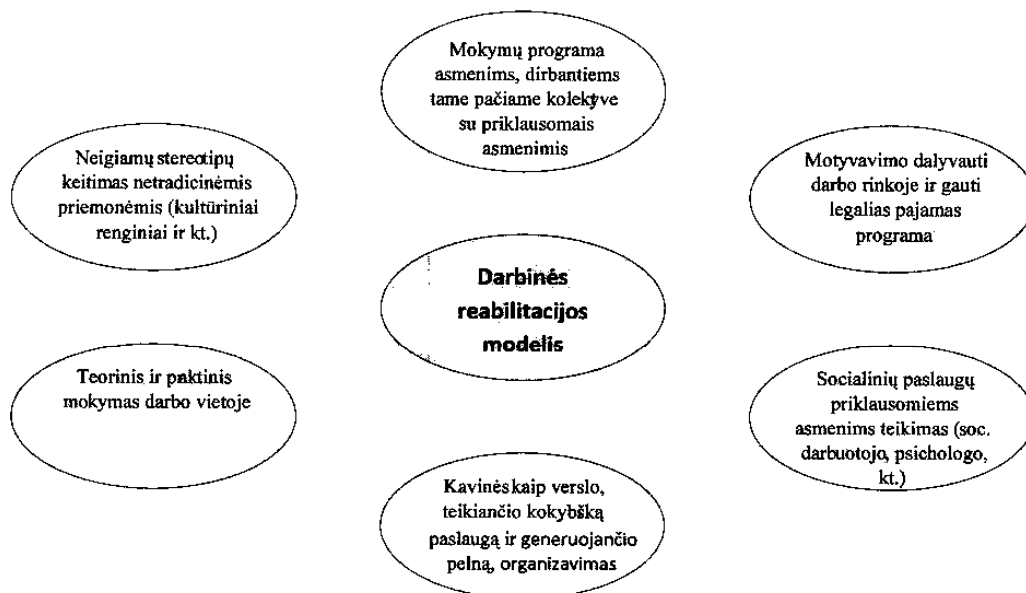 Mokymų programa
asmenims, dirbantiems
tame pačiame kolektyve
su priklausomais
asmenimis
Neigiamų stereotipų
keitimas netradicinėmis
priemonėmis (kultūriniai
renginiai ir kt.)
Motyvavimo dalyvauti
darbo rinkoje ir gauti
legalias pajamas
programa
Darbinės
reabilitacijos
modelis
Teorinis ir paktinis
mokymas darbo vietoje
Socialinių paslaugų
priklausomiems
asmenims teikimas (soc.
darbuotojo, psichologo,
kt.)
Kavinės kaip verslo,
teikiančio kokybišką
paslaugą ir generuojančio
pelną, organizavimas